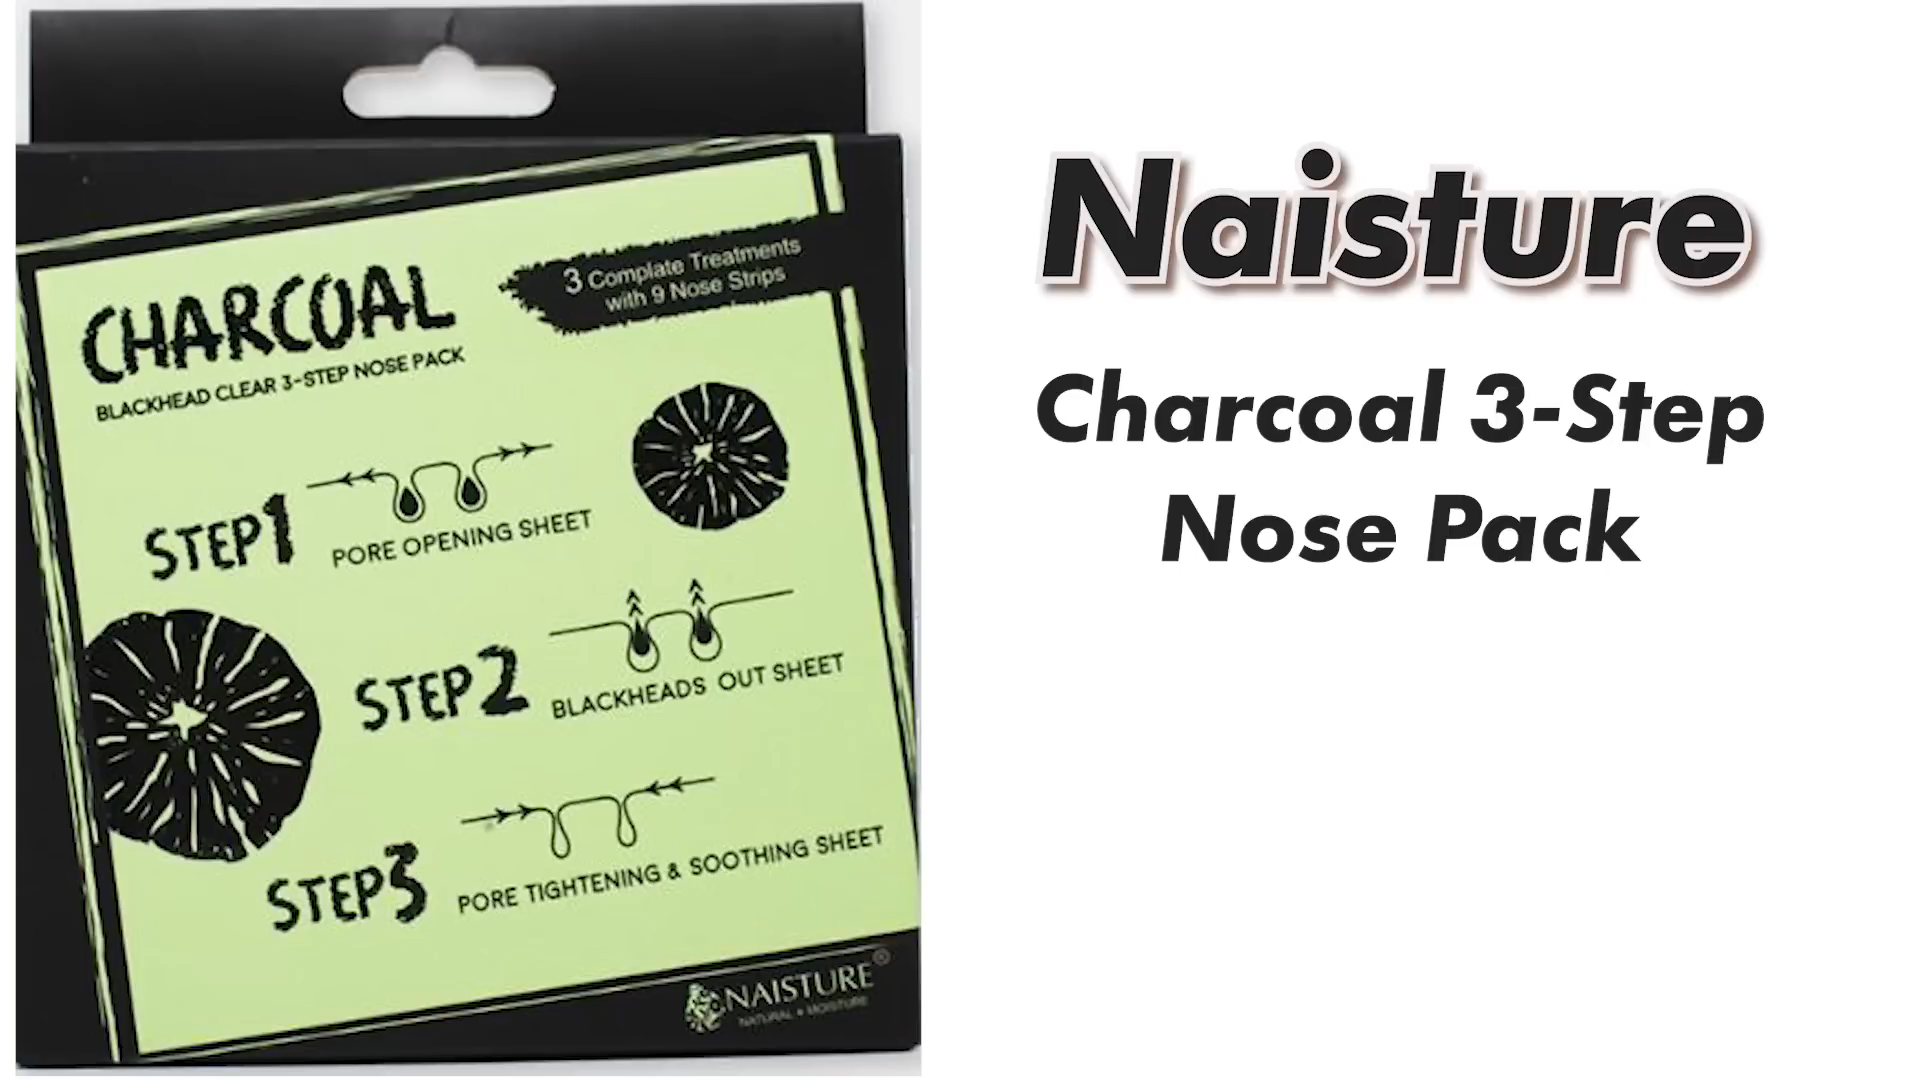 CHARCOAL
BLACKHEAD CLEAR 3-STEP NOSE PACK
3 Complate Treatments
with 9 Nose Strips
STEP1
PORE OPENING SHEET
STEP2
BLACKHEADS OUT SHEET
STEP3
PORE TIGHTENING & SOOTHING SHEET
NAISTURE®
NATURAL + MOISTURE
Naisture
Charcoal 3-Step
Nose Pack